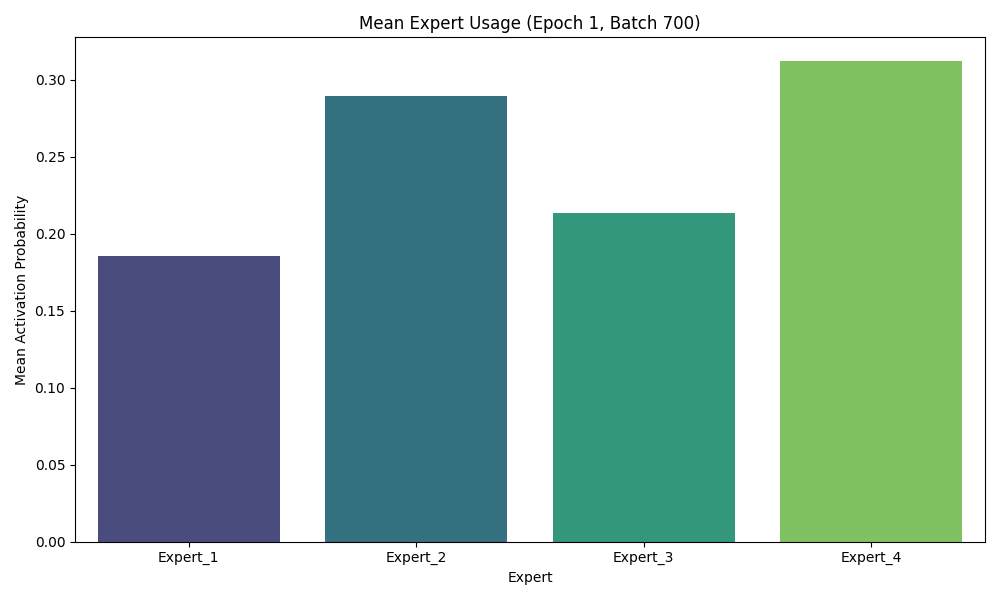 Mean Expert Usage (Epoch 1, Batch 700)
Mean Activation Probability
0.30
0.25
0.20
0.15
0.10
0.05
0.00
Expert_1 Expert_2 Expert_3 Expert_4
Expert